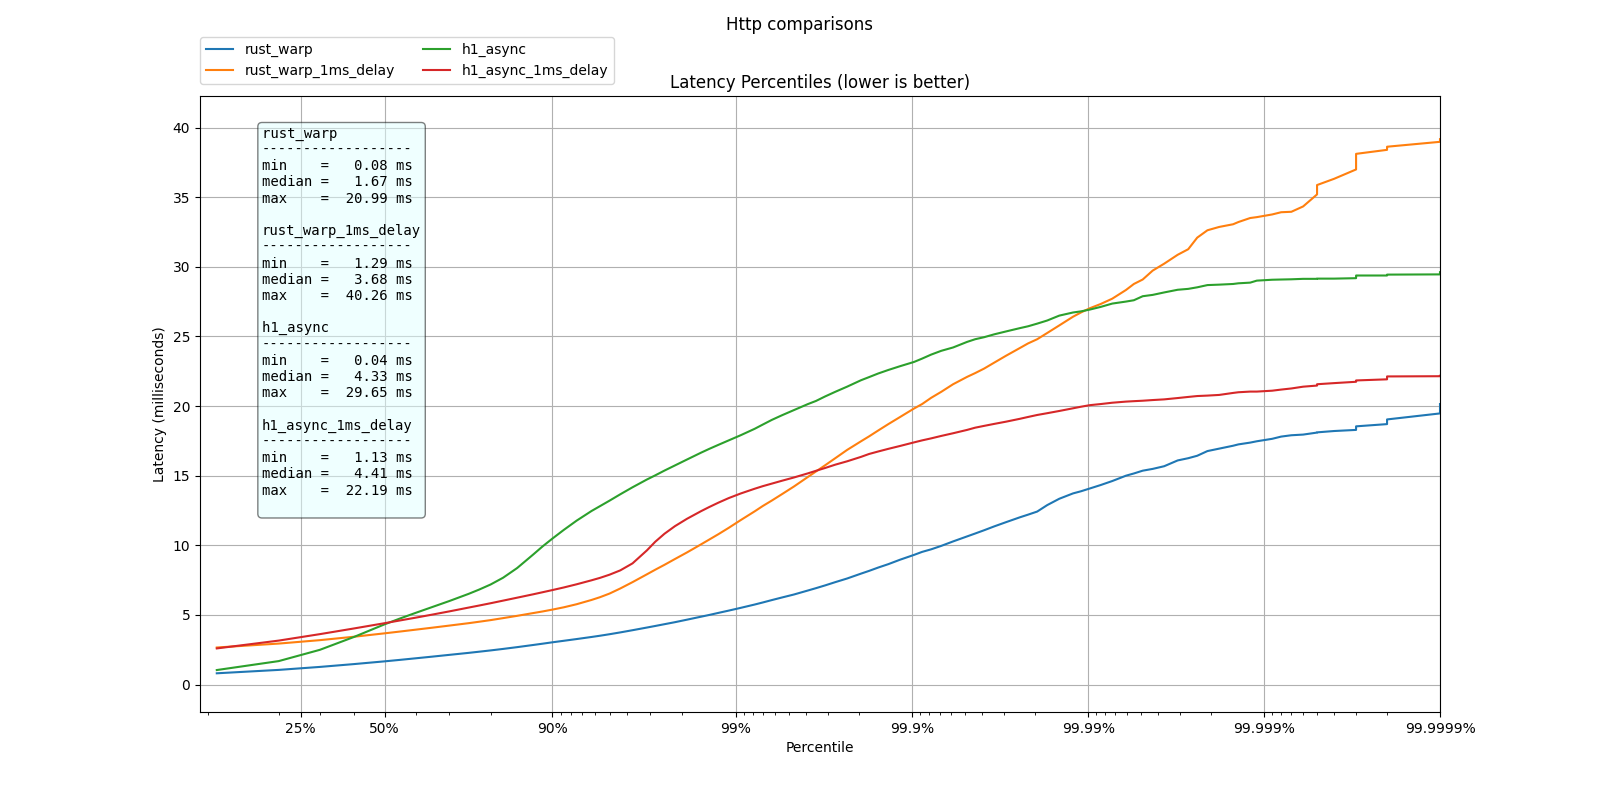 Http comparisons
rust_warp
rust_warp_1ms_delay
h1_async
h1_async_1ms_delay
Latency Percentiles (lower is better)
rust_warp
------------------
min    =   0.08 ms
median =   1.67 ms
max    =  20.99 ms
rust_warp_1ms_delay
------------------
min    =   1.29 ms
median =   3.68 ms
max    =  40.26 ms
h1_async
------------------
min    =   0.04 ms
median =   4.33 ms
max    =  29.65 ms
h1_async_1ms_delay
------------------
min    =   1.13 ms
median =   4.41 ms
max    =  22.19 ms
Latency (milliseconds)
40
35
30
25
20
15
10
5
0
25% 50% 90% 99% 99.9% 99.99% 99.999% 99.9999%
Percentile